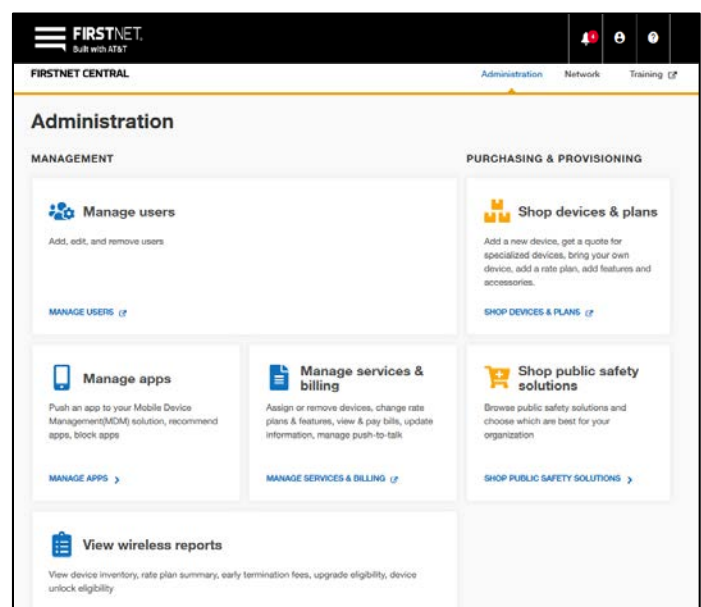 FIRSTNET.
Built with AT&T
4
FIRSTNET CENTRAL
Administration
Network
Training
Administration
MANAGEMENT
PURCHASING & PROVISIONING
Manage users
Add, edit, and remove users
MANAGE USERS
Shop devices & plans
Add a new device, get a quote for
specialized devices, bring your own
device, add a rate plan, add features and
accessories.
SHOP DEVICES & PLANS
Manage apps
Push an app to your Mobile Device
Management(MDM) solution, recommend
apps, block apps
MANAGE APPS
Manage services &
billing
Assign or remove devices, change rate
plans & features, view & pay bills, update
information, manage push-to-talk
MANAGE SERVICES & BILLING
Shop public safety
solutions
Browse public safety solutions and
choose which are best for your
organization
SHOP PUBLIC SAFETY SOLUTIONS
View wireless reports
View device inventory, rate plan summary, early termination fees, upgrade eligibility, device
unlock eligibility